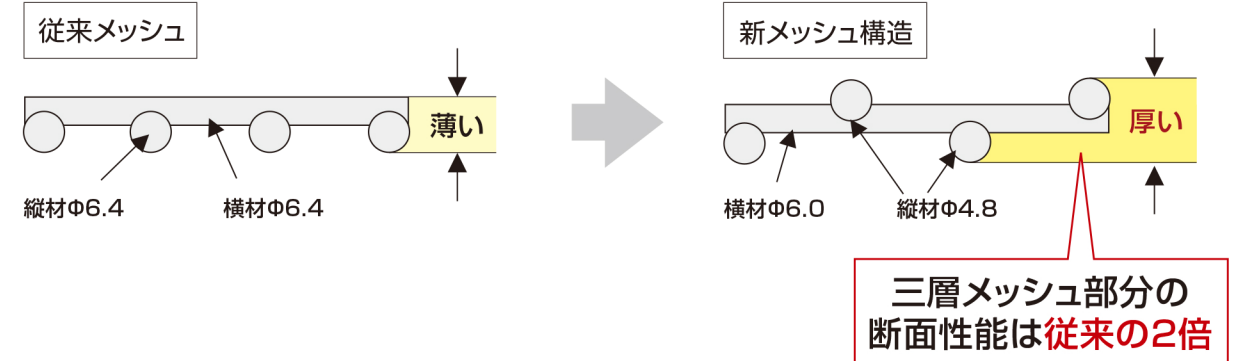 従来メッシュ
薄い
縦材Φ6.4
横材Φ6.4
新メッシュ構造
厚い
横材Φ6.0
縦材Φ4.8
三層メッシュ部分の
断面性能は従来の2倍